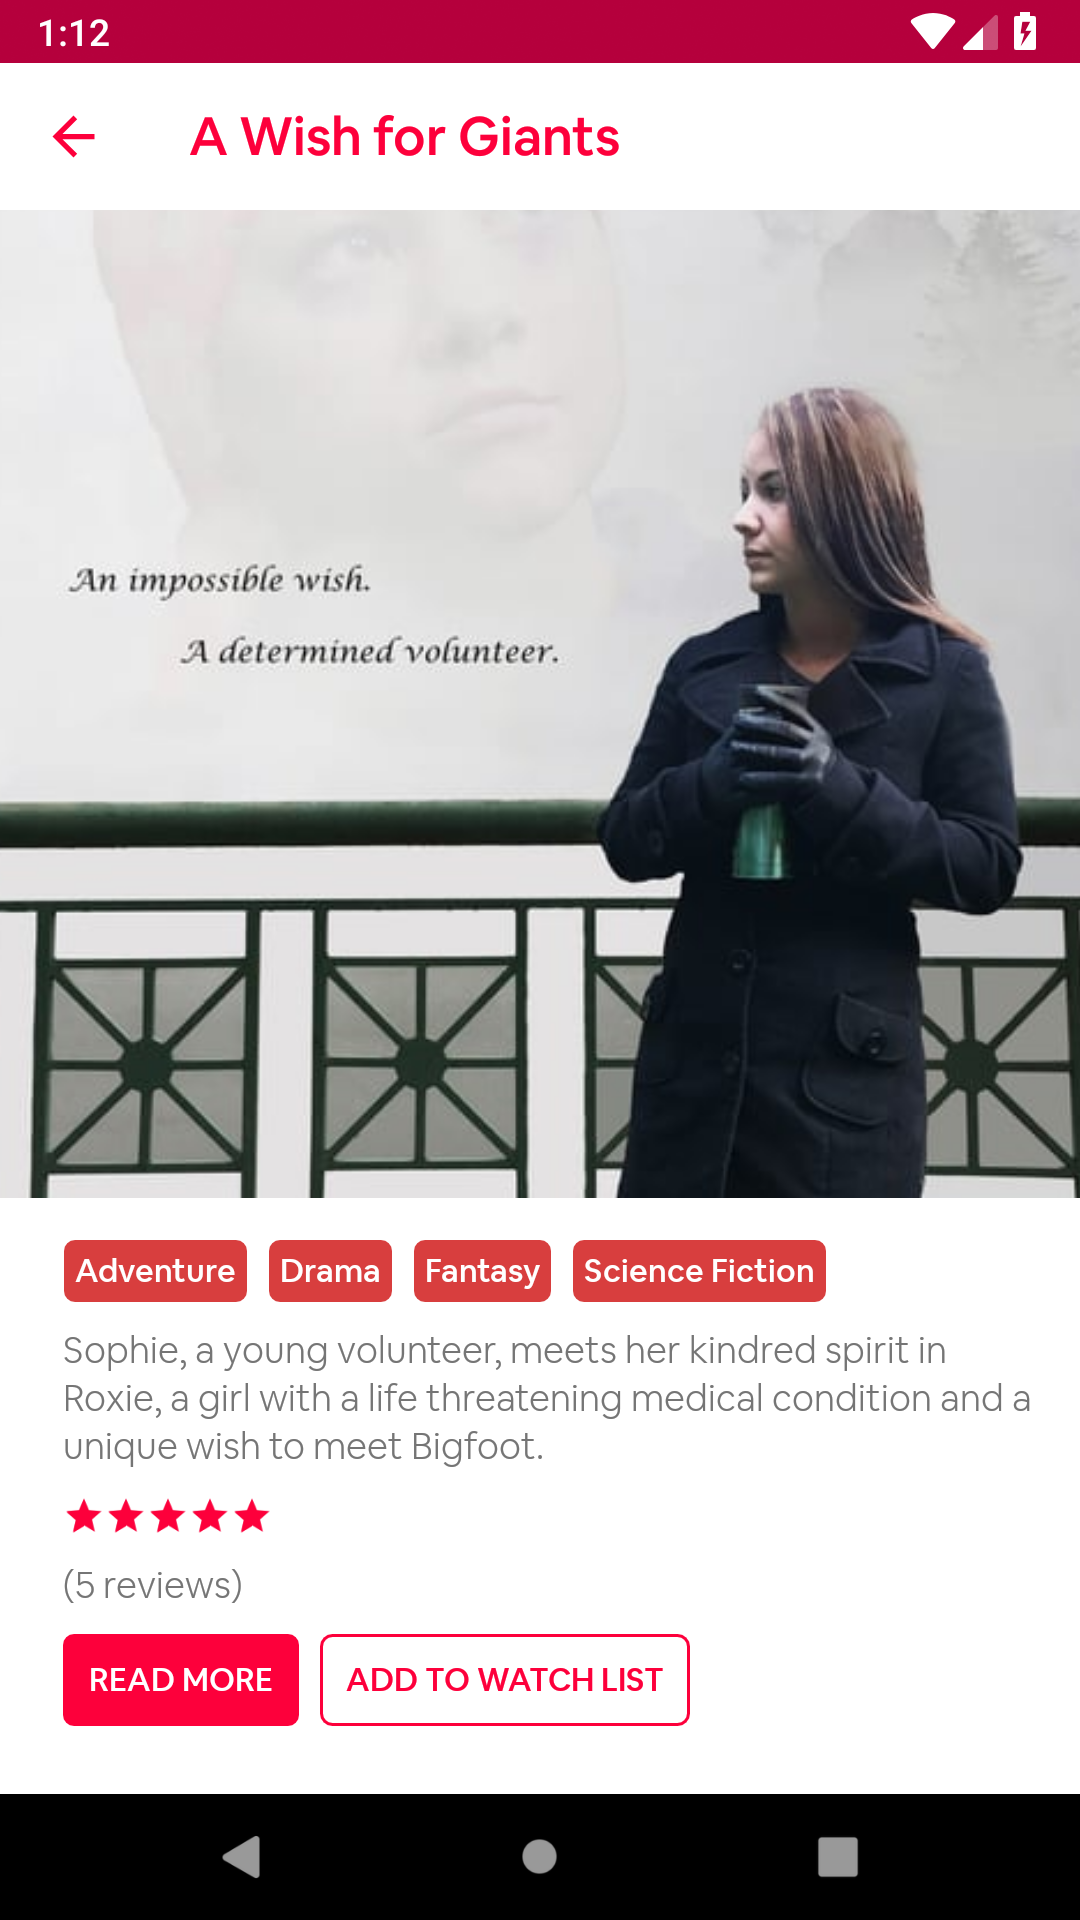 1:12
A Wish for Giants
An impossible wish.
A determined volunteer.
Adventure Drama Fantasy Science Fiction
Sophie, a young volunteer, meets her kindred spirit in
Roxie, a girl with a life threatening medical condition and a
unique wish to meet Bigfoot.
(5 reviews)
READ MORE ADD TO WATCH LIST